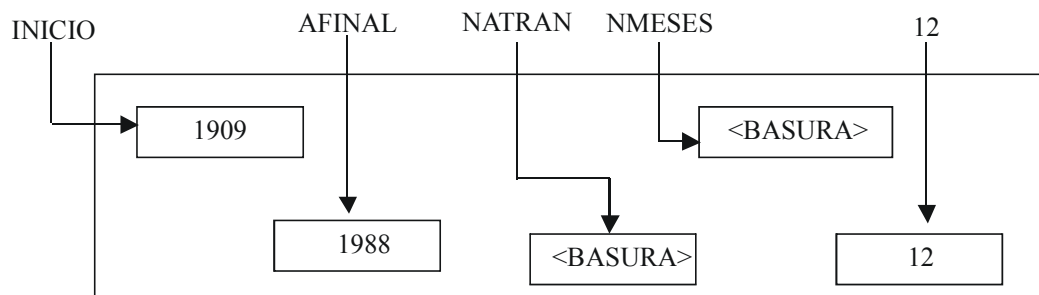 INICIO AFINAL NATRAN NMESES 12
1909 <BASURA>
1988 <BASURA> 12